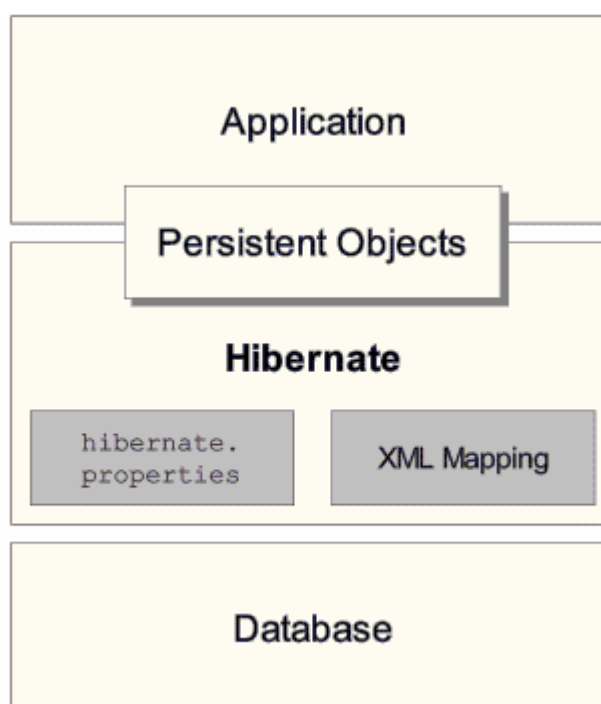 Application
Persistent Objects
Hibernate
hibernate.
properties
XML Mapping
Database